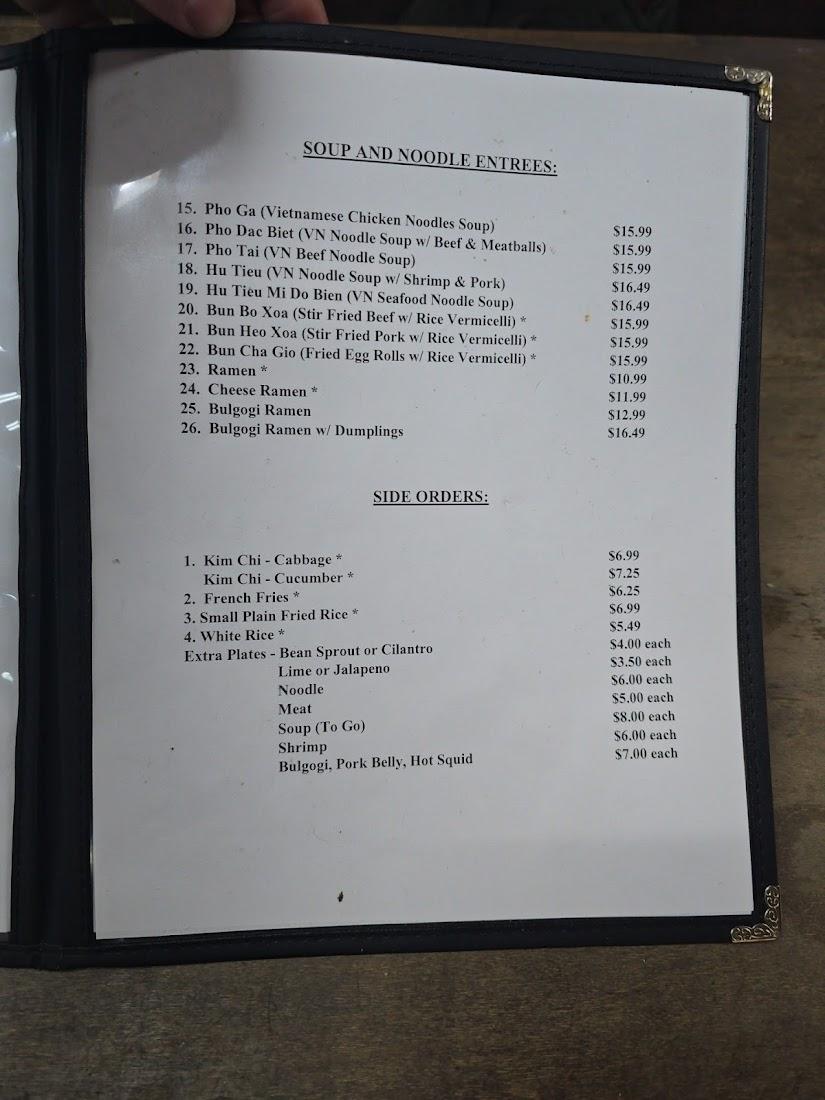 SOUP AND NOODLE ENTREES:
15. Pho Ga (Vietnamese Chicken Noodles Soup) $15.99
16. Pho Dac Biet (VN Noodle Soup w/ Beef & Meatballs) $15.99
17. Pho Tai (VN Beef Noodle Soup) $15.99
18. Hu Tieu (VN Noodle Soup w/ Shrimp & Pork) $16.49
19. Hu Tieu Mi Do Bien (VN Seafood Noodle Soup) $16.49
20. Bun Bo Xoa (Stir Fried Beef w/ Rice Vermicelli) * $15.99
21. Bun Heo Xoa (Stir Fried Pork w/ Rice Vermicelli) * $15.99
22. Bun Cha Gio (Fried Egg Rolls w/ Rice Vermicelli) * $15.99
23. Ramen * $10.99
24. Cheese Ramen * $11.99
25. Bulgogi Ramen $12.99
26. Bulgogi Ramen w/ Dumplings $16.49
SIDE ORDERS:
1. Kim Chi - Cabbage * $6.99
Kim Chi - Cucumber * $7.25
2. French Fries * $6.25
3. Small Plain Fried Rice * $6.99
4. White Rice * $5.49
Extra Plates - Bean Sprout or Cilantro $4.00 each
Lime or Jalapeno $3.50 each
Noodle $6.00 each
Meat $5.00 each
Soup (To Go) $8.00 each
Shrimp $6.00 each
Bulgogi, Pork Belly, Hot Squid $7.00 each